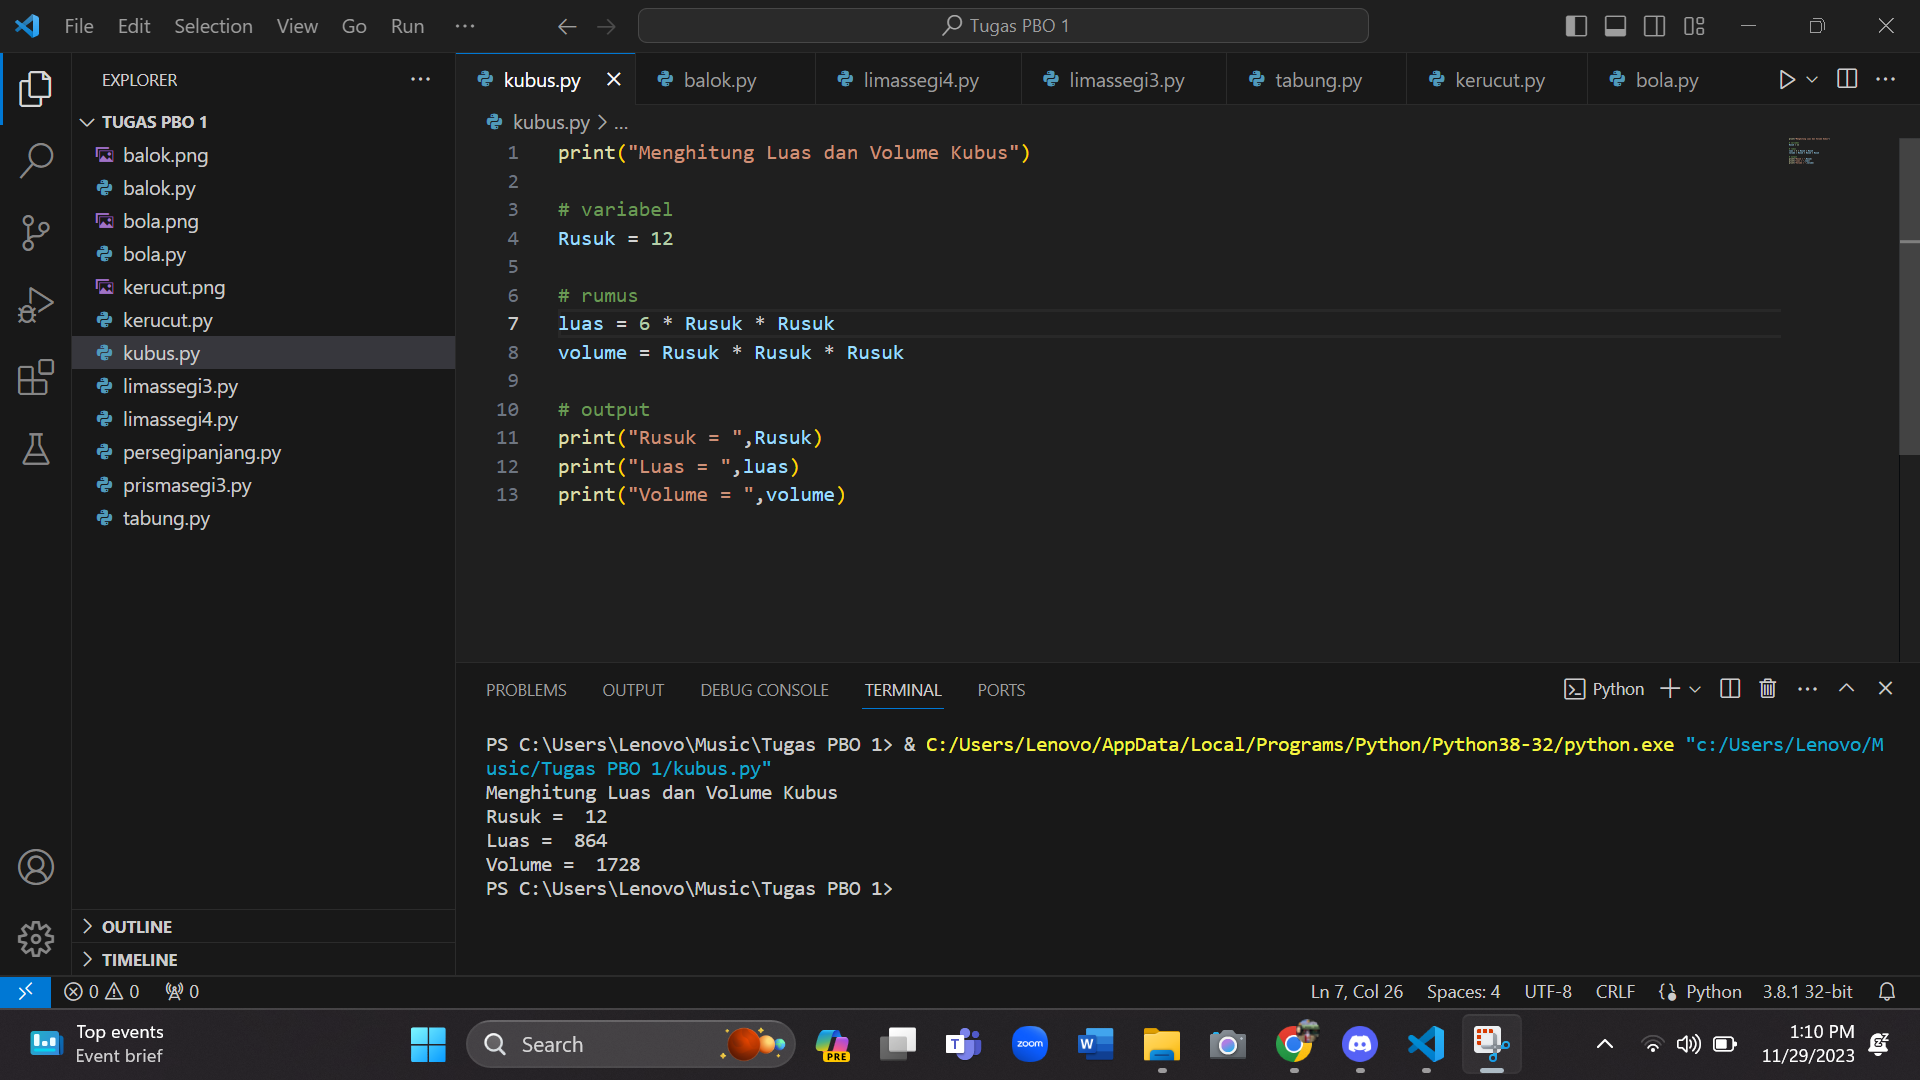 File Edit Selection View Go Run ...
Tugas PBO 1
EXPLORER
TUGAS PBO 1
balok.png
balok.py
bola.png
bola.py
kerucut.png
kerucut.py
kubus.py
limassegi3.py
limassegi4.py
persegipanjang.py
prismasegi3.py
tabung.py
OUTLINE
TIMELINE
kubus.py balok.py limassegi4.py limassegi3.py tabung.py kerucut.py bola.py
kubus.py > ...
1 print("Menghitung Luas dan Volume Kubus")
2
3 # variabel
4 Rusuk = 12
5
6 # rumus
7 luas = 6 * Rusuk * Rusuk
8 volume = Rusuk * Rusuk * Rusuk
9
10 # output
11 print("Rusuk = ",Rusuk)
12 print("Luas = ",luas)
13 print("Volume = ",volume)
PROBLEMS OUTPUT DEBUG CONSOLE TERMINAL PORTS
Python
PS C:\Users\Lenovo\Music\Tugas PBO 1> & C:/Users/Lenovo/AppData/Local/Programs/Python/Python38-32/python.exe "c:/Users/Lenovo/M
usic/Tugas PBO 1/kubus.py"
Menghitung Luas dan Volume Kubus
Rusuk =  12
Luas =  864
Volume =  1728
PS C:\Users\Lenovo\Music\Tugas PBO 1>
0 0 0
Ln 7, Col 26 Spaces: 4 UTF-8 CRLF Python 3.8.1 32-bit
Top events
Event brief
Search
PRE
T
zoom
W
1:10 PM
11/29/2023